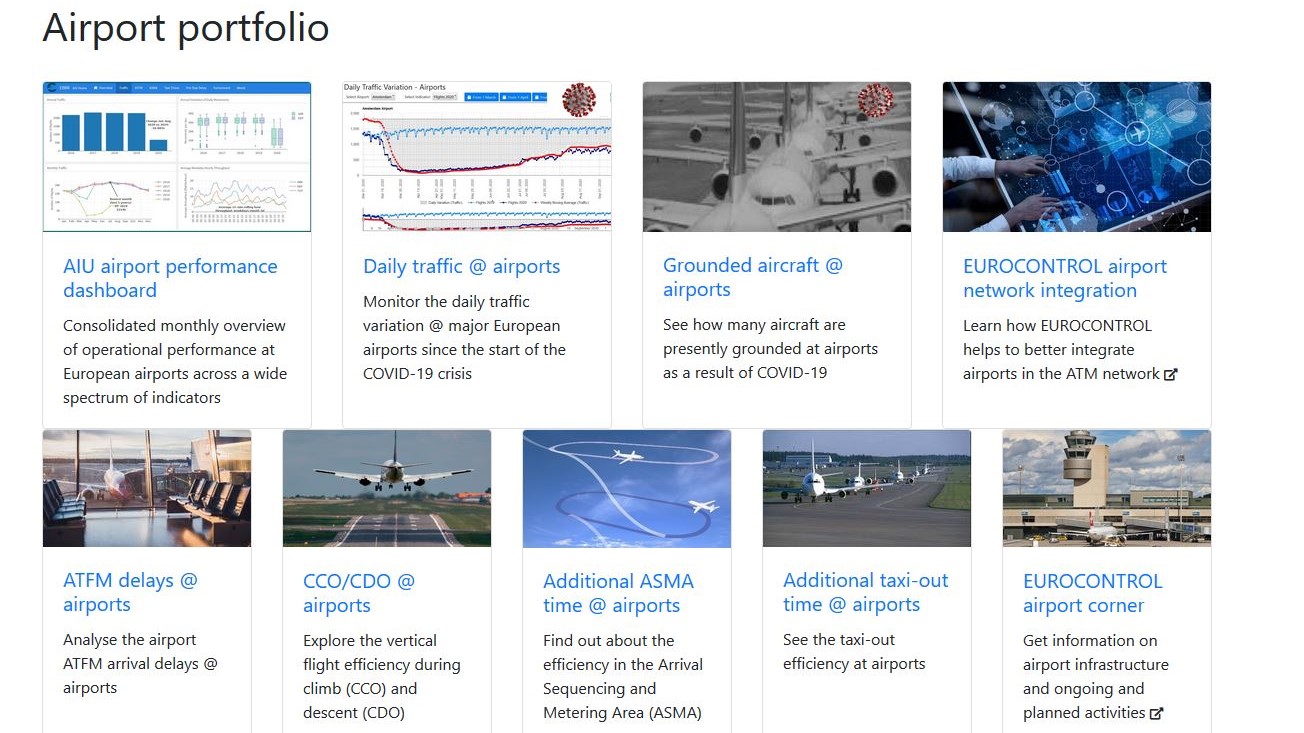 Airport portfolio
Daily Traffic Variation - Airports
AIU airport performance
dashboard
Consolidated monthly overview
of operational performance at
European airports across a wide
spectrum of indicators
Daily traffic @ airports
Monitor the daily traffic
variation @ major European
airports since the start of the
COVID-19 crisis
Grounded aircraft @
airports
See how many aircraft are
presently grounded at airports
as a result of COVID-19
EUROCONTROL airport
network integration
Learn how EUROCONTROL
helps to better integrate
airports in the ATM network
ATFM delays @
airports
Analyse the airport
ATFM arrival delays @
airports
CCO/CDO @
airports
Explore the vertical
flight efficiency during
climb (CCO) and
descent (CDO)
Additional ASMA
time @ airports
Find out about the
efficiency in the Arrival
Sequencing and
Metering Area (ASMA)
Additional taxi-out
time @ airports
See the taxi-out
efficiency at airports
EUROCONTROL
airport corner
Get information on
airport infrastructure
and ongoing and
planned activities